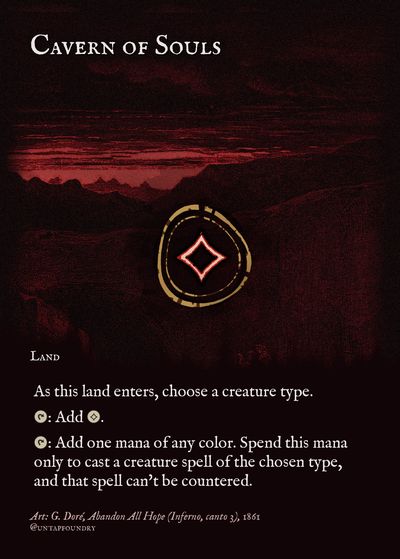 Cavern of Souls
Land
As this land enters, choose a creature type.
: Add .
: Add one mana of any color. Spend this mana
only to cast a creature spell of the chosen type,
and that spell can't be countered.
Art: G. Doré, Abandon All Hope (Inferno, canto 3), 1861
@untapfoundry